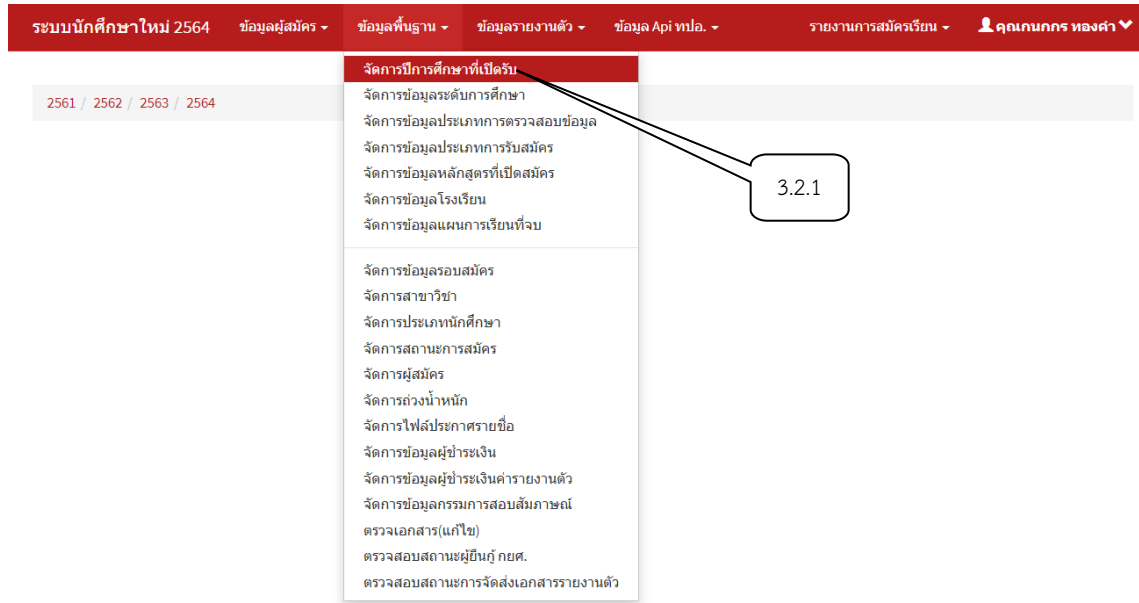 ระบบนักศึกษาใหม่ 2564 ข้อมูลผู้สมัคร ข้อมูลพื้นฐาน ข้อมูลรายงานตัว ข้อมูล Api ทปอ. รายงานการสมัครเรียน คุณกนกกร ทองคำ
จัดการปีการศึกษาที่เปิดรับ
2561 / 2562 / 2563 / 2564
จัดการข้อมูลระดับการศึกษา
จัดการข้อมูลประเภทการตรวจสอบข้อมูล
จัดการข้อมูลประเภทการรับสมัคร
จัดการข้อมูลหลักสูตรที่เปิดสมัคร
3.2.1
จัดการข้อมูลโรงเรียน
จัดการข้อมูลแผนการเรียนที่จบ
จัดการข้อมูลรอบสมัคร
จัดการสาขาวิชา
จัดการประเภทนักศึกษา
จัดการสถานะการสมัคร
จัดการผู้สมัคร
จัดการถ่วงน้ำหนัก
จัดการไฟล์ประกาศรายชื่อ
จัดการข้อมูลผู้ชำระเงิน
จัดการข้อมูลผู้ชำระเงินค่ารายงานตัว
จัดการข้อมูลกรรมการสอบสัมภาษณ์
ตรวจเอกสาร(แก้ไข)
ตรวจสอบสถานะผู้ยืนกู้ กยศ.
ตรวจสอบสถานะการจัดส่งเอกสารรายงานตัว